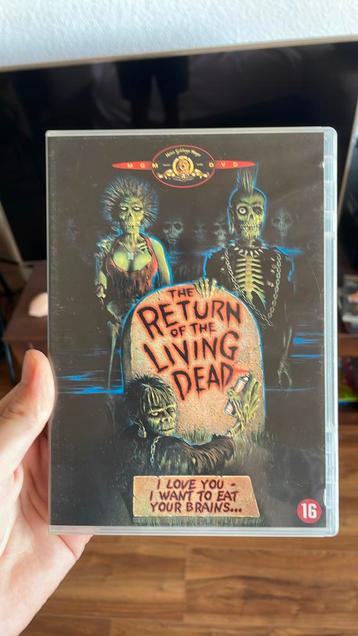 MGM DVD
THE
RETURN
OF THE
LIVING
DEAD
I LOVE YOU -
I WANT TO EAT
YOUR BRAINS...
16